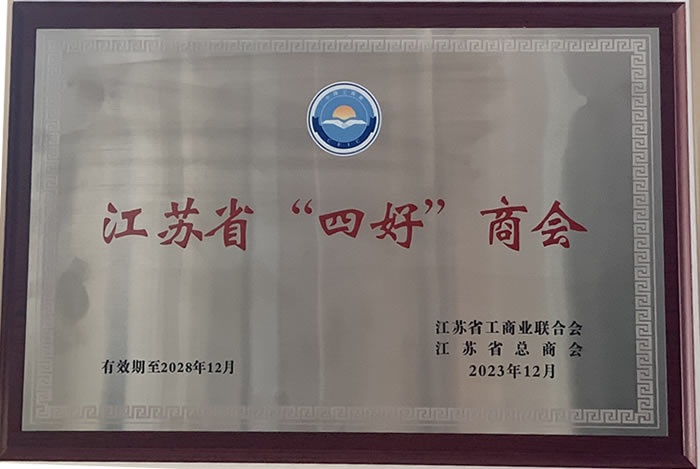 江苏省“四好”商会
江苏省工商业联合会
江苏省总商会
有效期至2028年12月
2023年12月